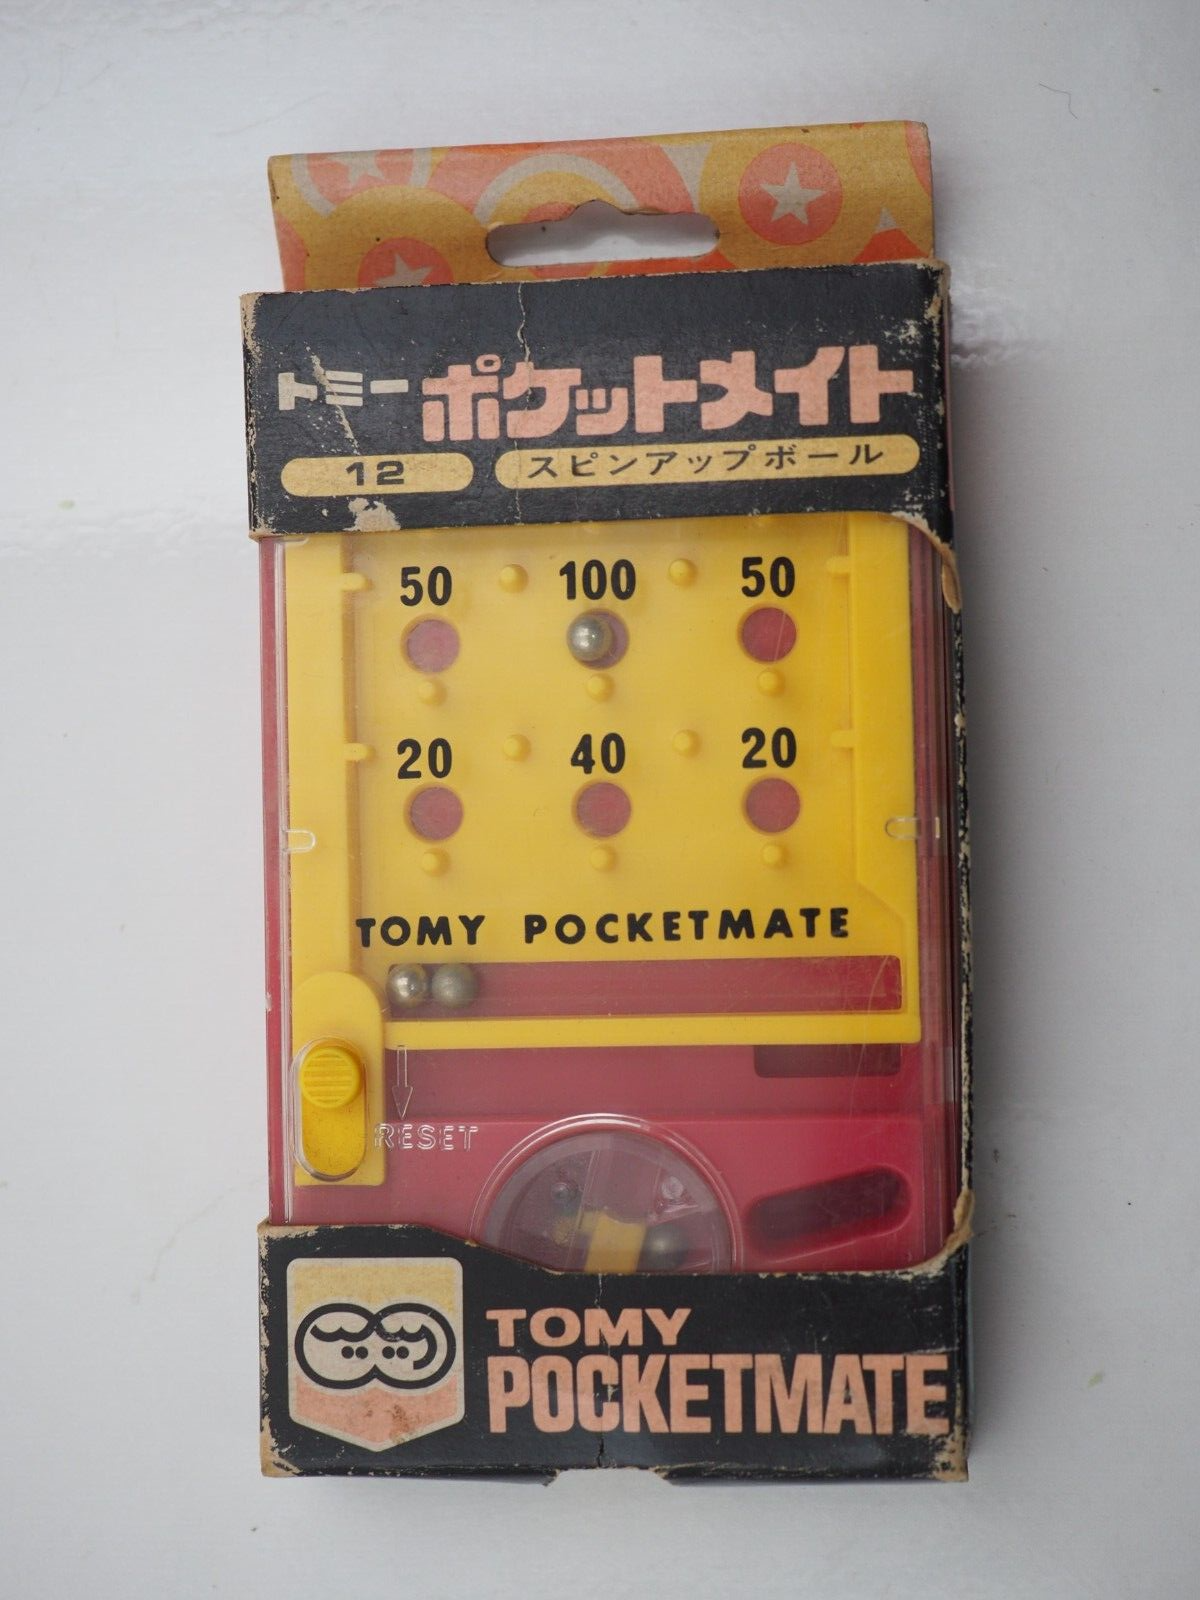 トミー ポケットメイト
12 スピンアップボール
50 100 50
20 40 20
TOMY POCKETMATE
RESET
TOMY
POCKETMATE